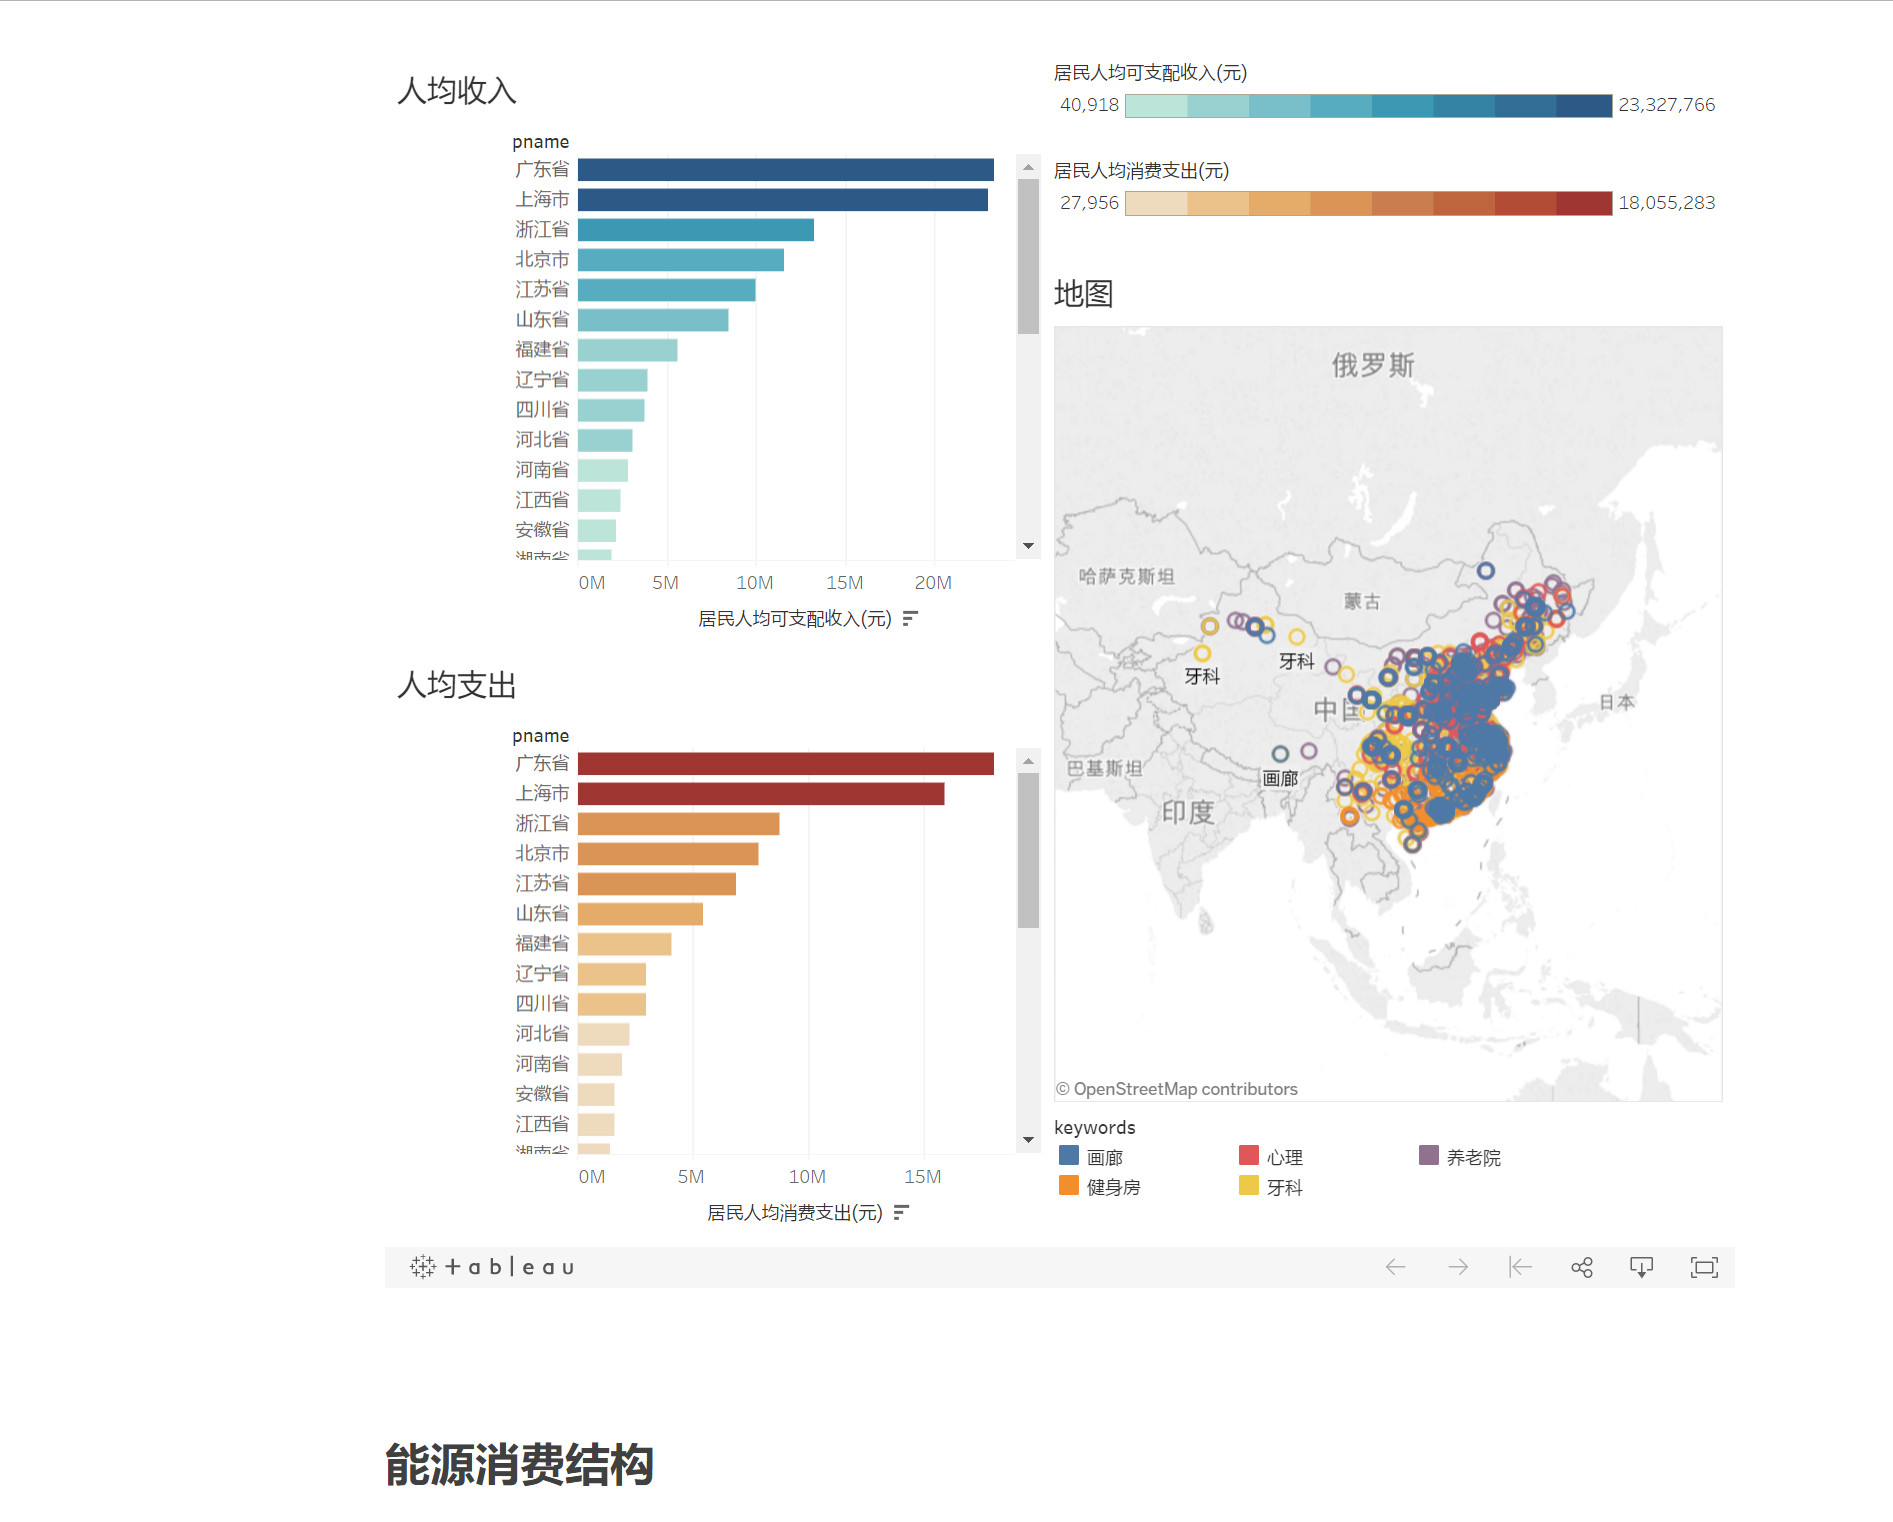 人均收入
pname
广东省
上海市
浙江省
北京市
江苏省
山东省
福建省
辽宁省
四川省
河北省
河南省
江西省
安徽省
湖南省
0M 5M 10M 15M 20M
居民人均可支配收入(元)
人均支出
pname
广东省
上海市
浙江省
北京市
江苏省
山东省
福建省
辽宁省
四川省
河北省
河南省
安徽省
江西省
湖南省
0M 5M 10M 15M
居民人均消费支出(元)
居民人均可支配收入(元)
40,918 23,327,766
居民人均消费支出(元)
27,956 18,055,283
地图
俄罗斯
哈萨克斯坦
蒙古
牙科
牙科
中国
日本
巴基斯坦
画廊
印度
© OpenStreetMap contributors
keywords
画廊 心理 养老院
健身房 牙科
+ableau
能源消费结构